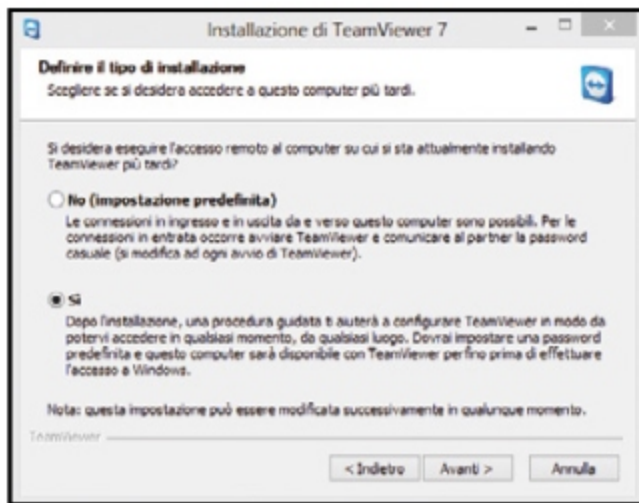 Installazione di TeamViewer 7
Definire il tipo di installazione
Scegliere se si desidera accedere a questo computer più tardi.
Si desidera eseguire l'accesso remoto al computer su cui si sta attualmente installando
TeamViewer più tardi?
No (impostazione predefinita)
Le connessioni in ingresso e in uscita da e verso questo computer sono possibili. Per le
connessioni in entrata occorre avviare TeamViewer e comunicare al partner la password
casuale (si modifica ad ogni avvio di TeamViewer).
Sì
Dopo l'installazione, una procedura guidata ti aiuterà a configurare TeamViewer in modo da
potervi accedere in qualsiasi momento, da qualsiasi luogo. Dovrai impostare una password
predefinita e questo computer sarà disponibile con TeamViewer perfino prima di effettuare
l'accesso a Windows.
Nota: questa impostazione può essere modificata successivamente in qualunque momento.
TeamViewer
< Indietro Avanti > Annulla